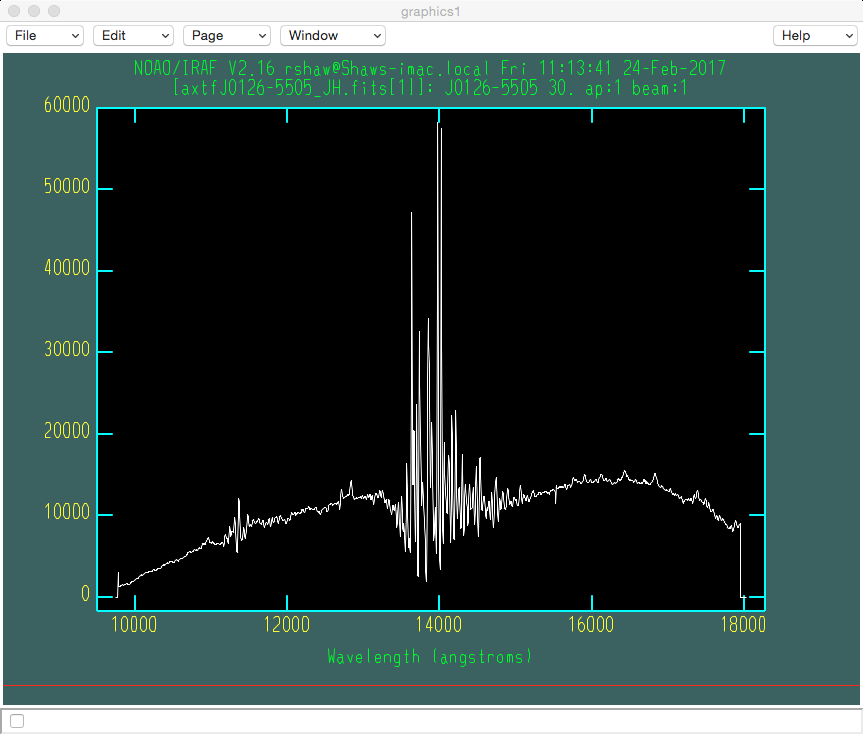 graphics1
File Edit Page Window Help
NOAO/IRAF V2.16 rshaw@Shaws-imac.local Fri 11:13:41 24-Feb-2017
[axtfJ0126-5505_JH.fits[1]]: J0126-5505 30. ap:1 beam:1
60000
50000
40000
30000
20000
10000
0
10000 12000 14000 16000 18000
Wavelength (angstroms)